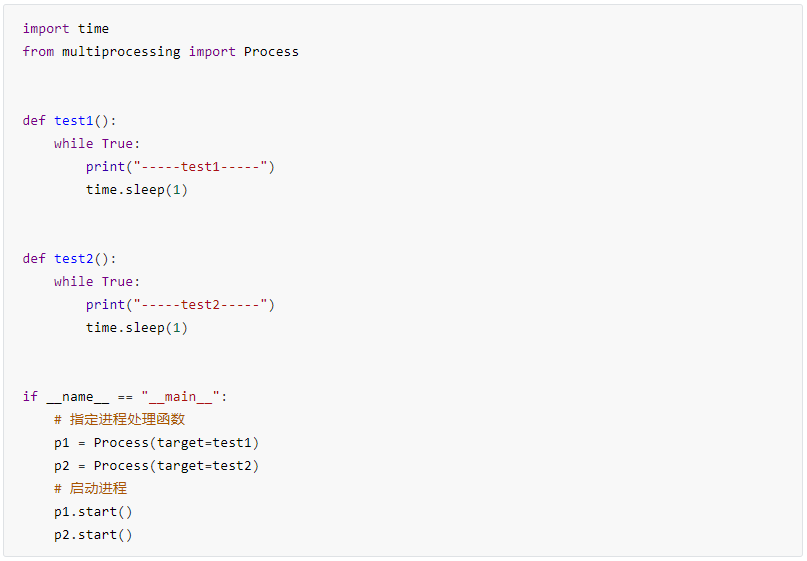 import time
from multiprocessing import Process
def test1():
    while True:
        print("-----test1-----")
        time.sleep(1)
def test2():
    while True:
        print("-----test2-----")
        time.sleep(1)
if __name__ == "__main__":
    # 指定进程处理函数
    p1 = Process(target=test1)
    p2 = Process(target=test2)
    # 启动进程
    p1.start()
    p2.start()